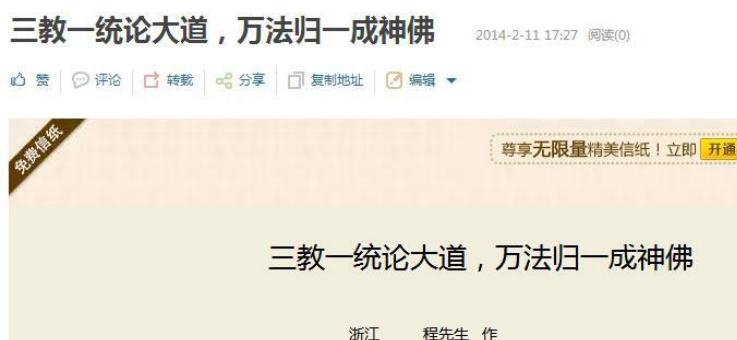 三教一统论大道，万法归一成神佛 2014-2-11 17:27 阅读(0)
赞 评论 转载 分享 复制地址 编辑
免费信纸
尊享无限量精美信纸！立即 开通
三教一统论大道，万法归一成神佛
浙江 程先生 作